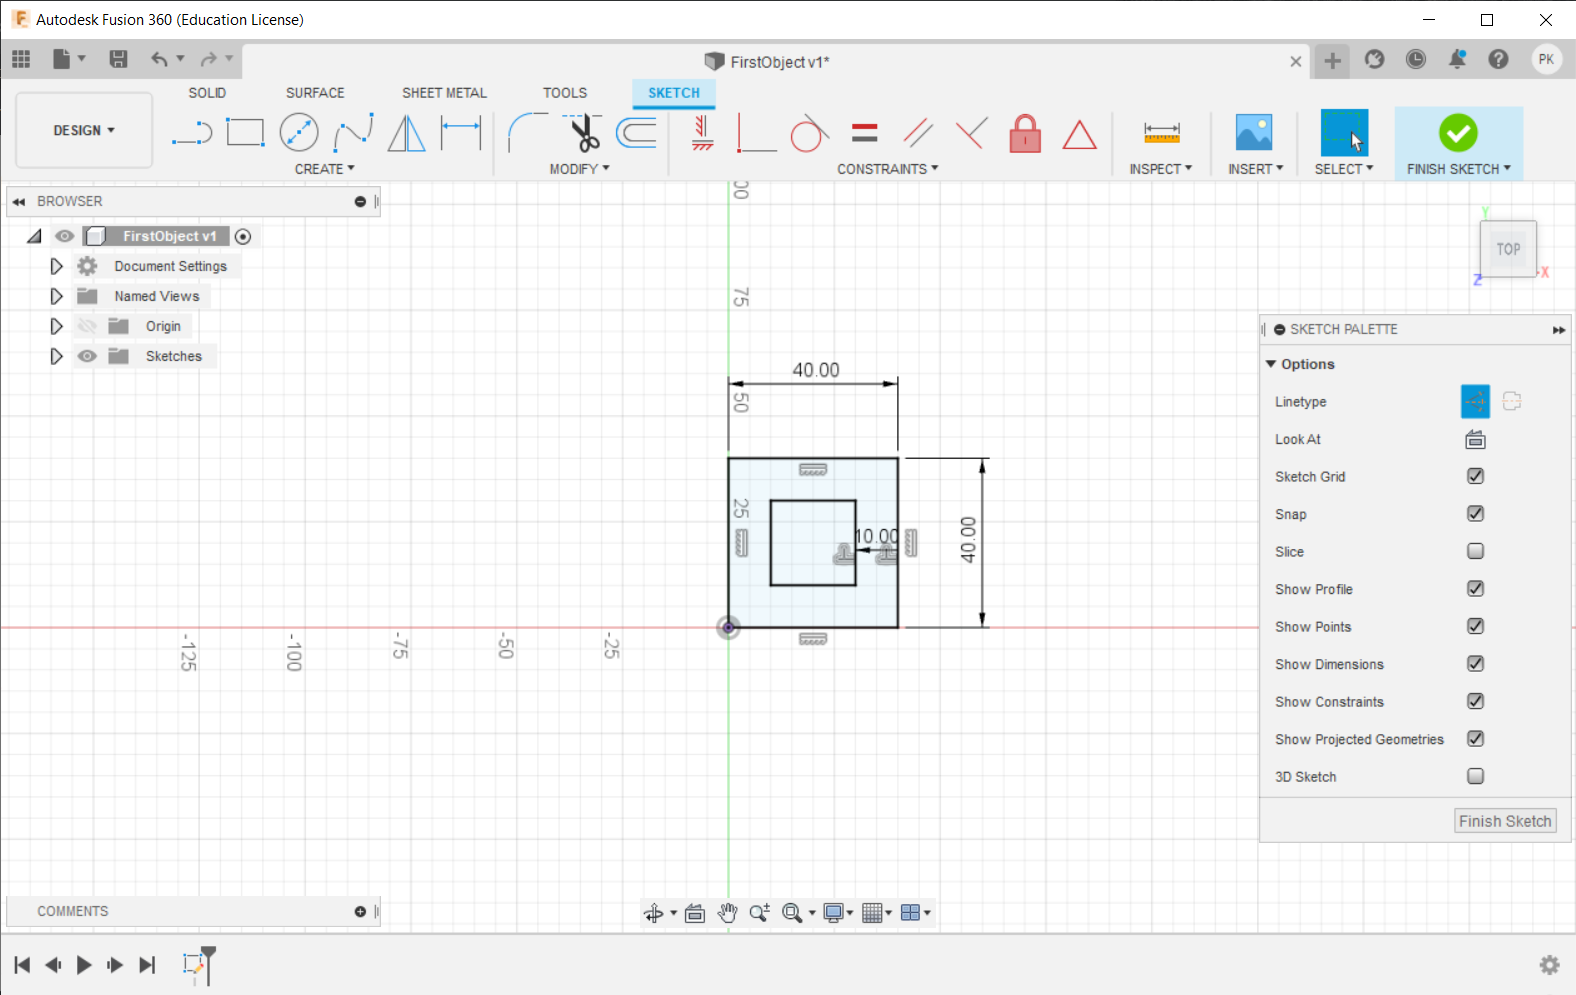 Autodesk Fusion 360 (Education License)
FirstObject v1*
PK
SOLID
SURFACE
SHEET METAL
TOOLS
SKETCH
DESIGN
CREATE
MODIFY
CONSTRAINTS
INSPECT
INSERT
SELECT
FINISH SKETCH
BROWSER
FirstObject v1
Document Settings
Named Views
Origin
Sketches
00
75
50
25
-125
-100
-75
-50
-25
40.00
10.00
40.00
Y
TOP
X
Z
SKETCH PALETTE
Options
Linetype
Look At
Sketch Grid
Snap
Slice
Show Profile
Show Points
Show Dimensions
Show Constraints
Show Projected Geometries
3D Sketch
Finish Sketch
COMMENTS